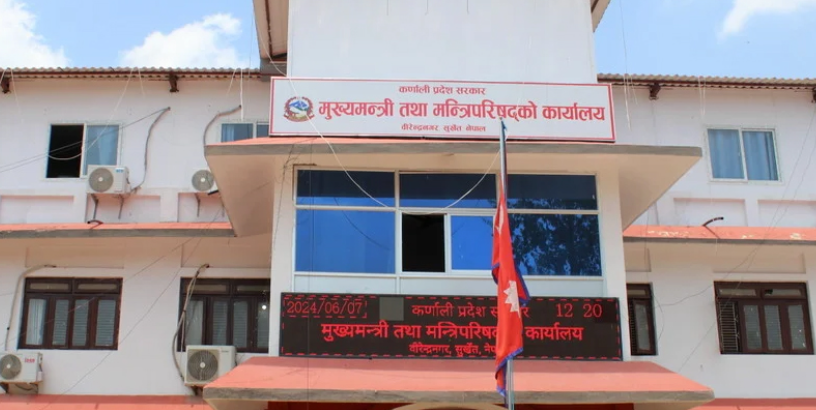 कर्णाली प्रदेश सरकार
मुख्यमन्त्री तथा मन्त्रिपरिषद्को कार्यालय
वीरेन्द्रनगर, सुर्खेत, नेपाल
2024/06/07 कर्णाली प्रदेश सरकार 12 20
मुख्यमन्त्री तथा मन्त्रिपरिषद्को कार्यालय
वीरेन्द्रनगर, सुर्खेत,